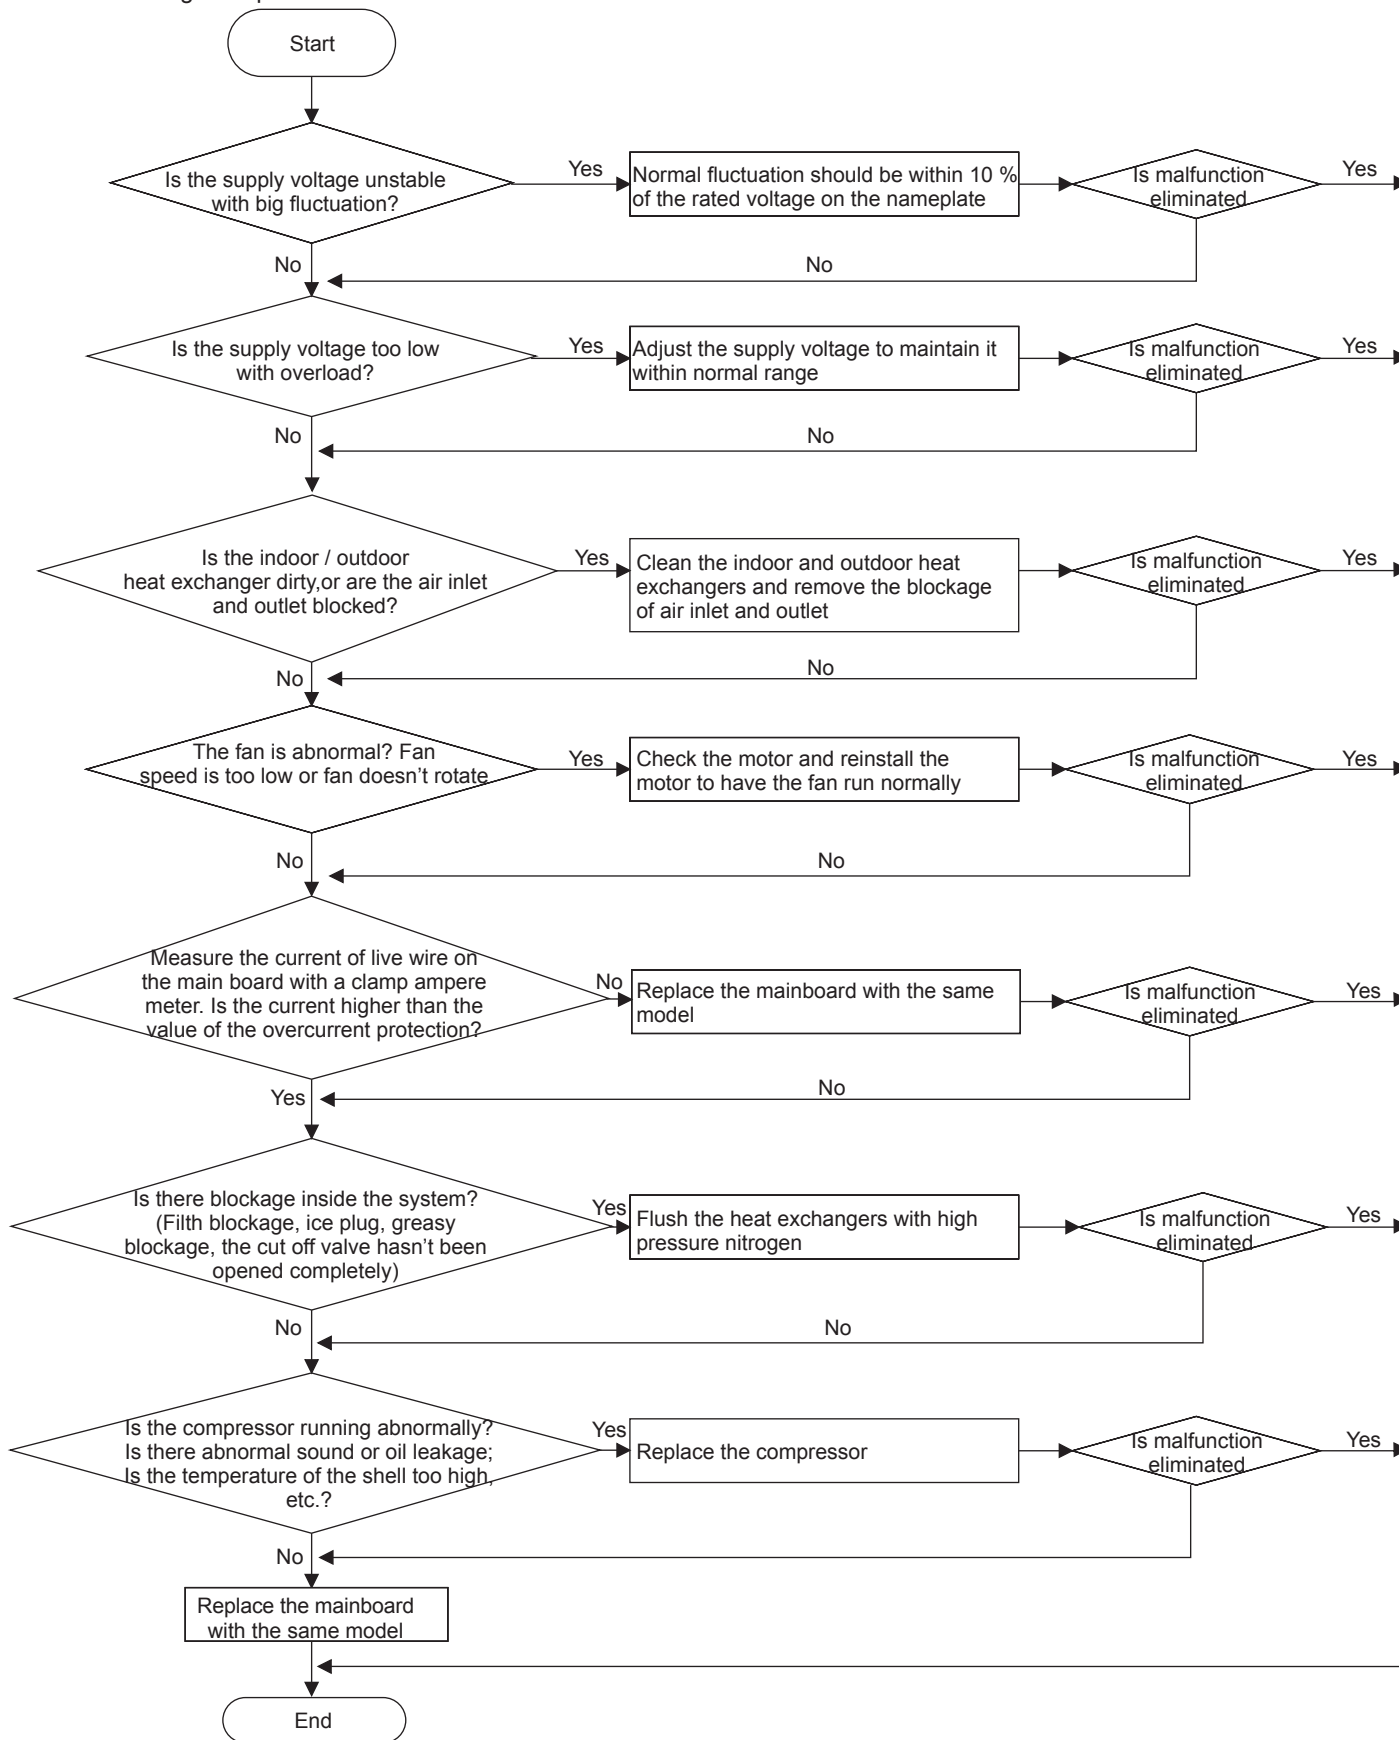 Start
Is the supply voltage unstable
with big fluctuation?
Yes
Normal fluctuation should be within 10 %
of the rated voltage on the nameplate
Is malfunction
eliminated
Yes
No
No
Is the supply voltage too low
with overload?
Yes
Adjust the supply voltage to maintain it
within normal range
Is malfunction
eliminated
Yes
No
No
Is the indoor / outdoor
heat exchanger dirty,or are the air inlet
and outlet blocked?
Yes
Clean the indoor and outdoor heat
exchangers and remove the blockage
of air inlet and outlet
Is malfunction
eliminated
Yes
No
No
The fan is abnormal? Fan
speed is too low or fan doesn't rotate
Yes
Check the motor and reinstall the
motor to have the fan run normally
Is malfunction
eliminated
Yes
No
No
Measure the current of live wire on
the main board with a clamp ampere
meter. Is the current higher than the
value of the overcurrent protection?
No
Replace the mainboard with the same
model
Is malfunction
eliminated
Yes
No
Yes
Is there blockage inside the system?
(Filth blockage, ice plug, greasy
blockage, the cut off valve hasn't been
opened completely)
Yes
Flush the heat exchangers with high
pressure nitrogen
Is malfunction
eliminated
Yes
No
No
Is the compressor running abnormally?
Is there abnormal sound or oil leakage;
Is the temperature of the shell too high,
etc.?
Yes
Replace the compressor
Is malfunction
eliminated
Yes
No
Replace the mainboard
with the same model
End